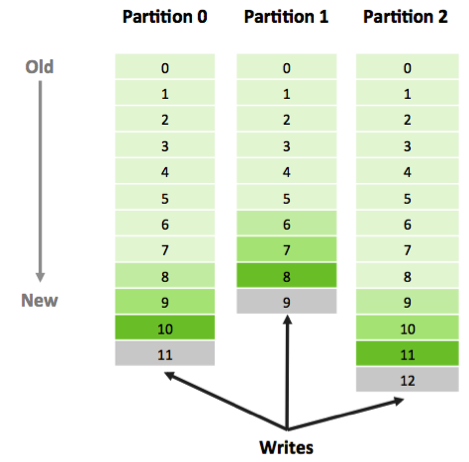 Partition 0 Partition 1 Partition 2
Old 0 0 0
1 1 1
2 2 2
3 3 3
4 4 4
5 5 5
6 6 6
7 7 7
8 8 8
New 9 9 9
10 10
11 11
12
Writes